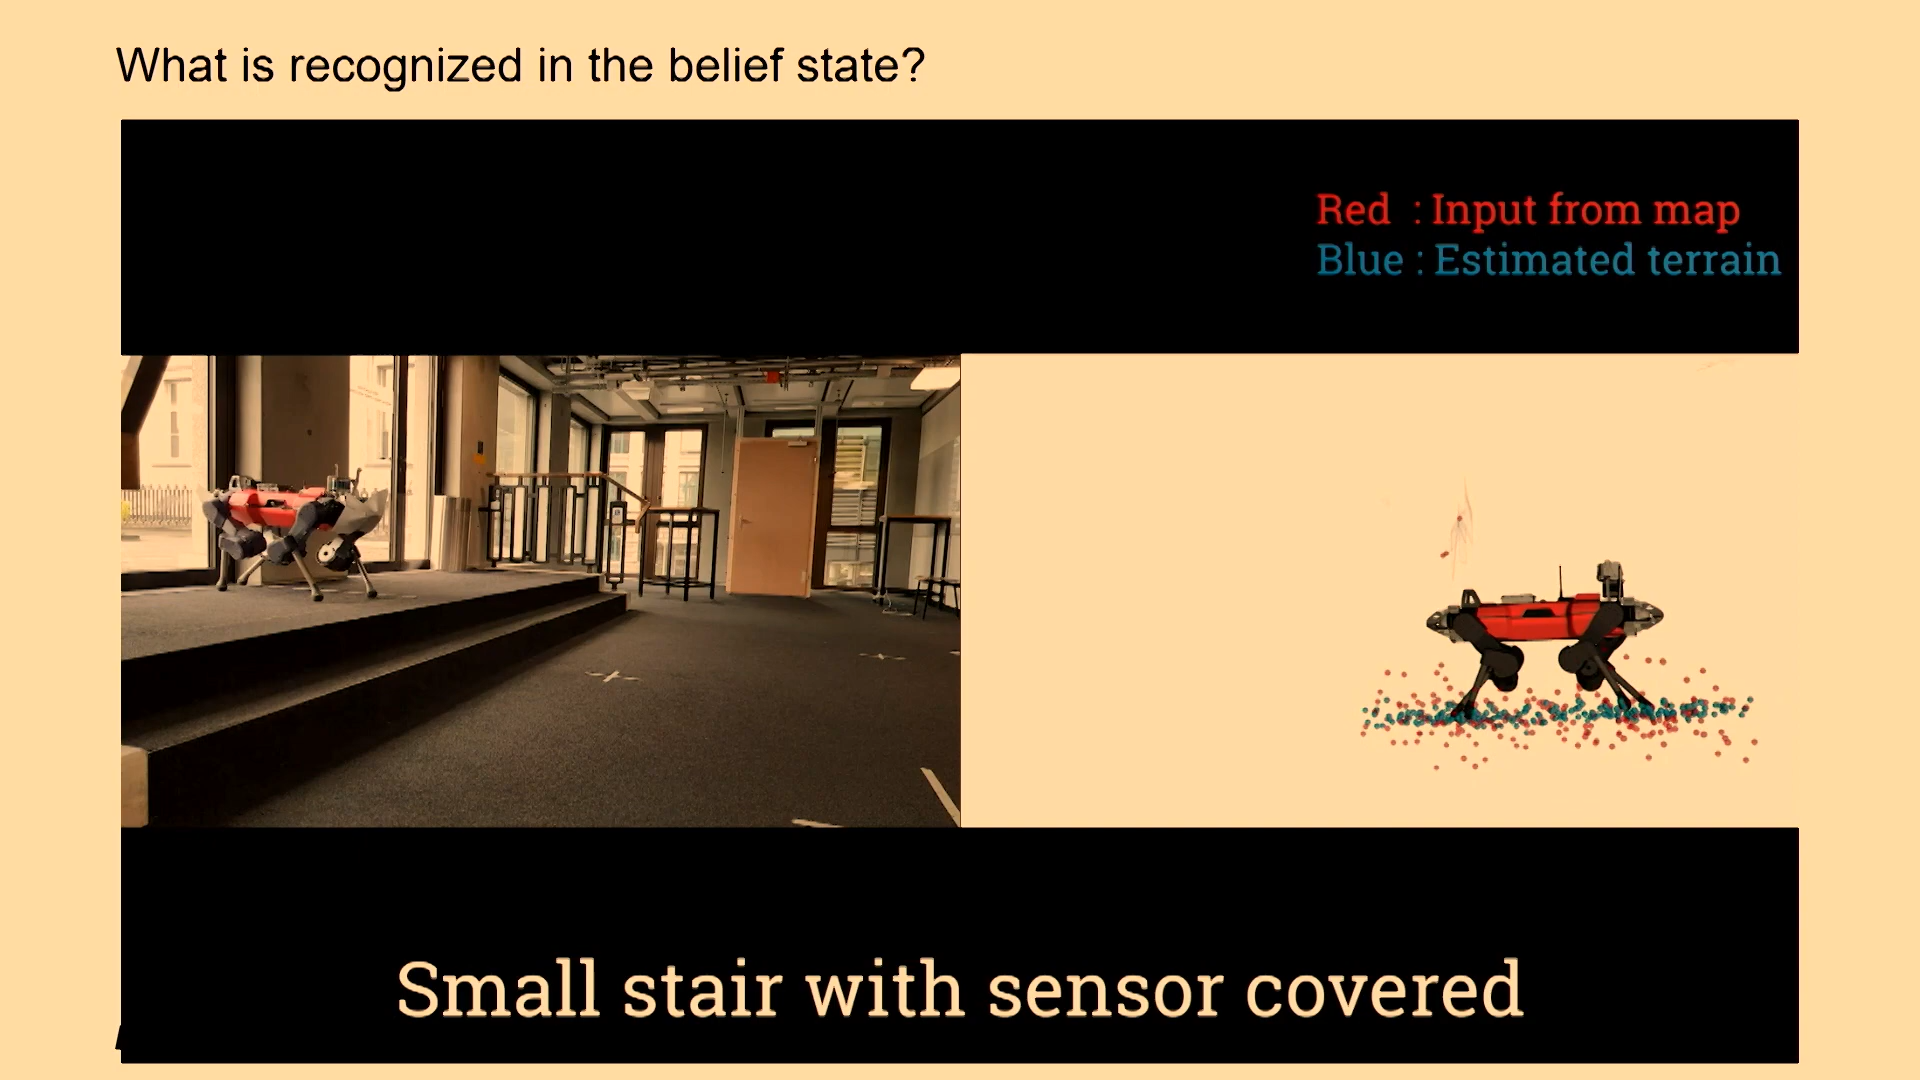 What is recognized in the belief state?
Red : Input from map
Blue : Estimated terrain
Small stair with sensor covered